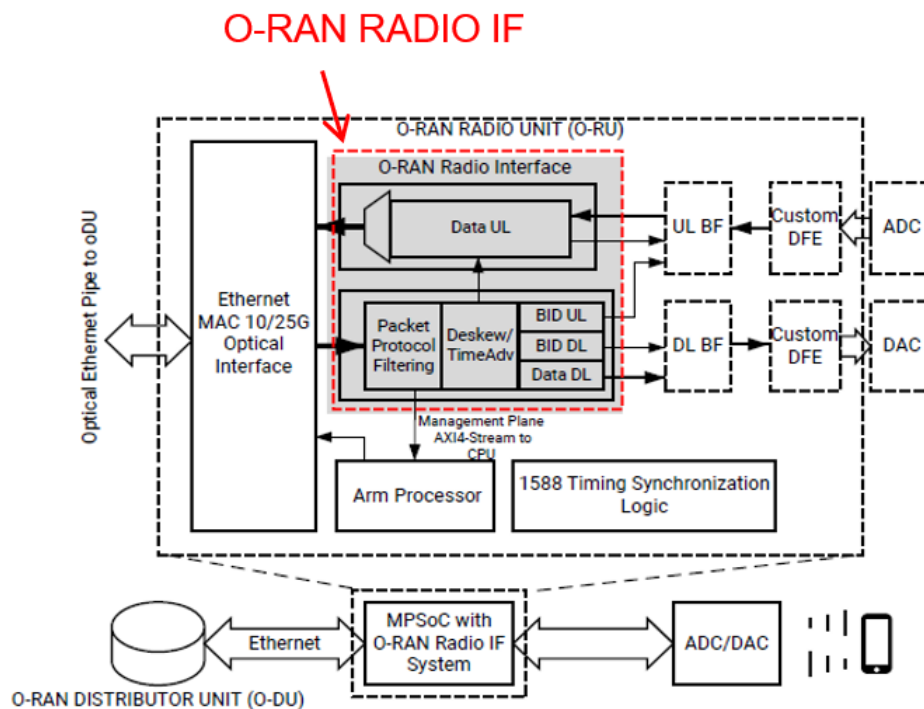 O-RAN RADIO IF
O-RAN RADIO UNIT (O-RU)
O-RAN Radio Interface
Data UL
UL BF
Custom
DFE
ADC
Optical Ethernet Pipe to oDU
Ethernet
MAC 10/25G
Optical
Interface
Packet
Protocol
Filtering
Deskew/
TimeAdv
BID UL
BID DL
Data DL
DL BF
Custom
DFE
DAC
Management Plane
AXI4-Stream to
CPU
Arm Processor
1588 Timing Synchronization
Logic
Ethernet
MPSoC with
O-RAN Radio IF
System
ADC/DAC
O-RAN DISTRIBUTOR UNIT (O-DU)